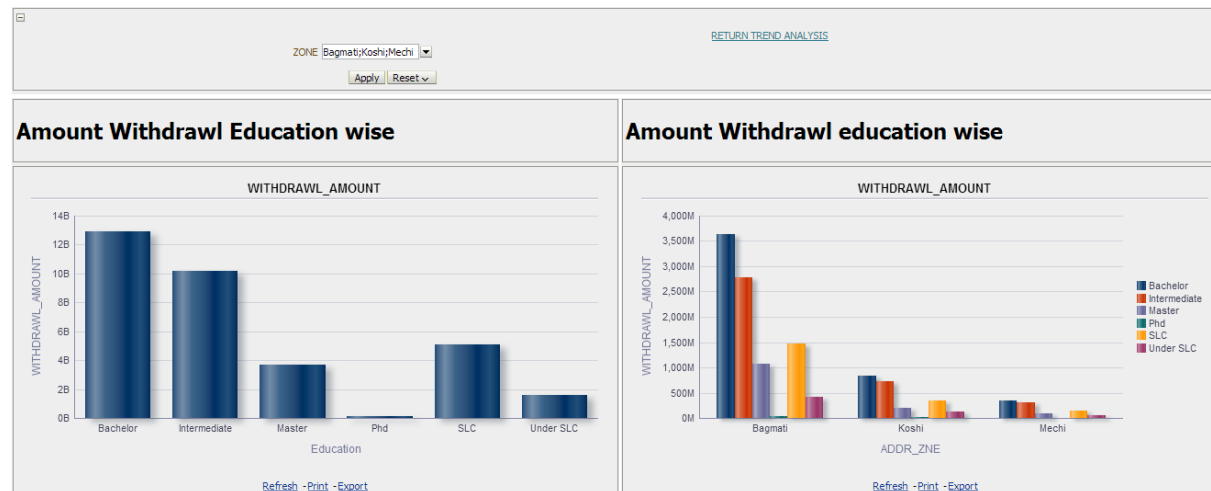 RETURN TREND ANALYSIS
ZONE Bagmati;Koshi;Mechi
Apply Reset
Amount Withdrawl Education wise
WITHDRAWL_AMOUNT
WITHDRAWL_AMOUNT
14B
12B
10B
8B
6B
4B
2B
0B
Bachelor Intermediate Master Phd SLC Under SLC
Education
Refresh - Print - Export
Amount Withdrawl education wise
WITHDRAWL_AMOUNT
WITHDRAWL_AMOUNT
4,000M
3,500M
3,000M
2,500M
2,000M
1,500M
1,000M
500M
0M
Bagmati Koshi Mechi
ADDR_ZNE
Bachelor
Intermediate
Master
Phd
SLC
Under SLC
Refresh - Print - Export